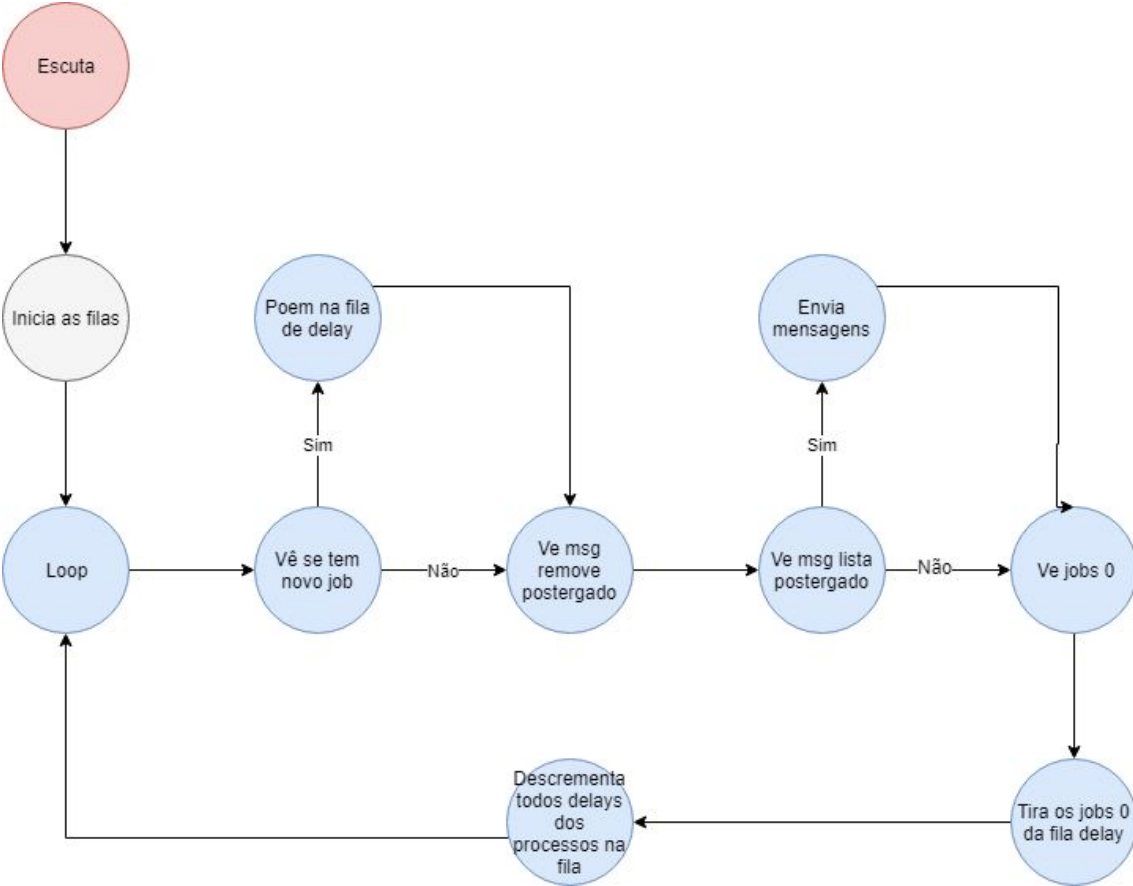 Escuta
Inicia as filas
Poem na fila
de delay
Envia
mensagens
Sim
Sim
Loop
Vê se tem
novo job
Não
Ve msg
remove
postergado
Ve msg lista
postergado
Não
Ve jobs 0
Descrementa
todos delays
dos
processos na
fila
Tira os jobs 0
da fila delay